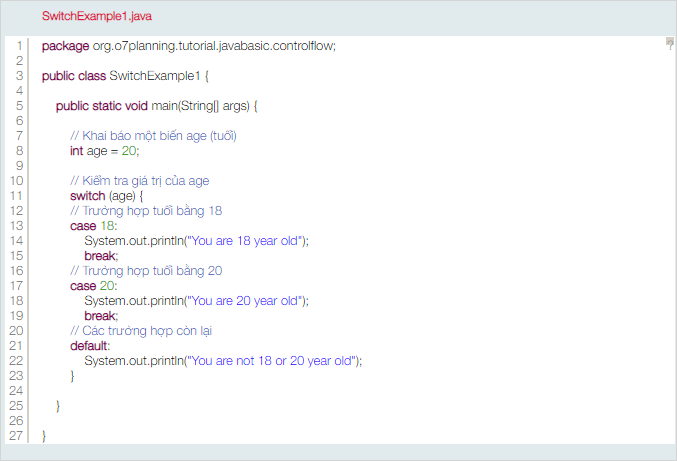 SwitchExample1.java
1 package org.o7planning.tutorial.javabasic.controlflow;
2
3 public class SwitchExample1 {
4
5 public static void main(String[] args) {
6
7 // Khai báo một biến age (tuổi)
8 int age = 20;
9
10 // Kiểm tra giá trị của age
11 switch (age) {
12 // Trường hợp tuổi bằng 18
13 case 18:
14 System.out.println("You are 18 year old");
15 break;
16 // Trường hợp tuổi bằng 20
17 case 20:
18 System.out.println("You are 20 year old");
19 break;
20 // Các trường hợp còn lại
21 default:
22 System.out.println("You are not 18 or 20 year old");
23 }
24
25 }
26
27 }